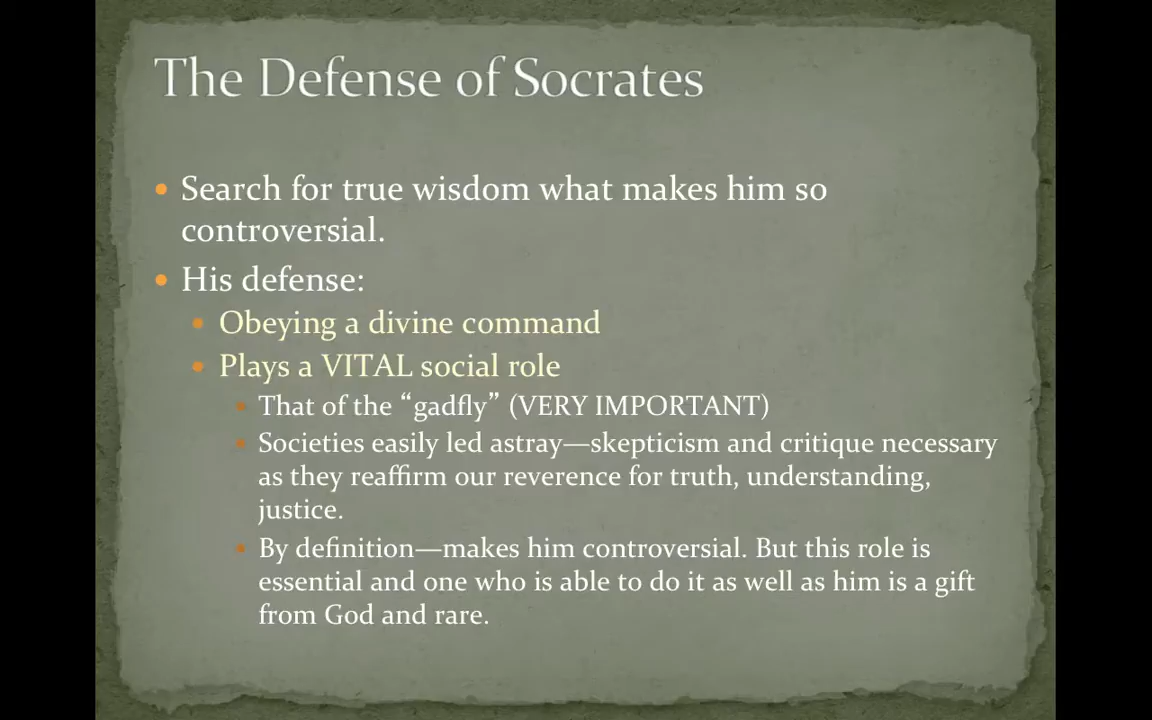 The Defense of Socrates
• Search for true wisdom what makes him so
controversial.
• His defense:
• Obeying a divine command
• Plays a VITAL social role
• That of the “gadfly” (VERY IMPORTANT)
• Societies easily led astray—skepticism and critique necessary
as they reaffirm our reverence for truth, understanding,
justice.
• By definition—makes him controversial. But this role is
essential and one who is able to do it as well as him is a gift
from God and rare.